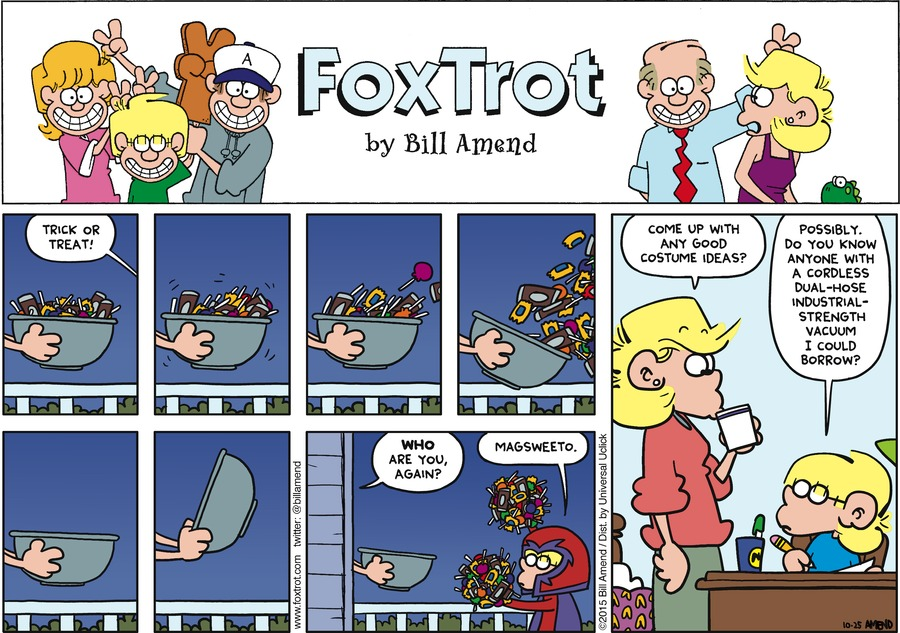 A
FOXTROT
by Bill Amend
TRICK OR
TREAT!
WHO
ARE YOU,
AGAIN?
MAGSWEETO.
www.foxtrot.com twitter: @billamend
©2015 Bill Amend / Dist. by Universal Uclick
COME UP WITH
ANY GOOD
COSTUME IDEAS?
POSSIBLY.
DO YOU KNOW
ANYONE WITH
A CORDLESS
DUAL-HOSE
INDUSTRIAL-
STRENGTH
VACUUM
I COULD
BORROW?
10-25 AMEND